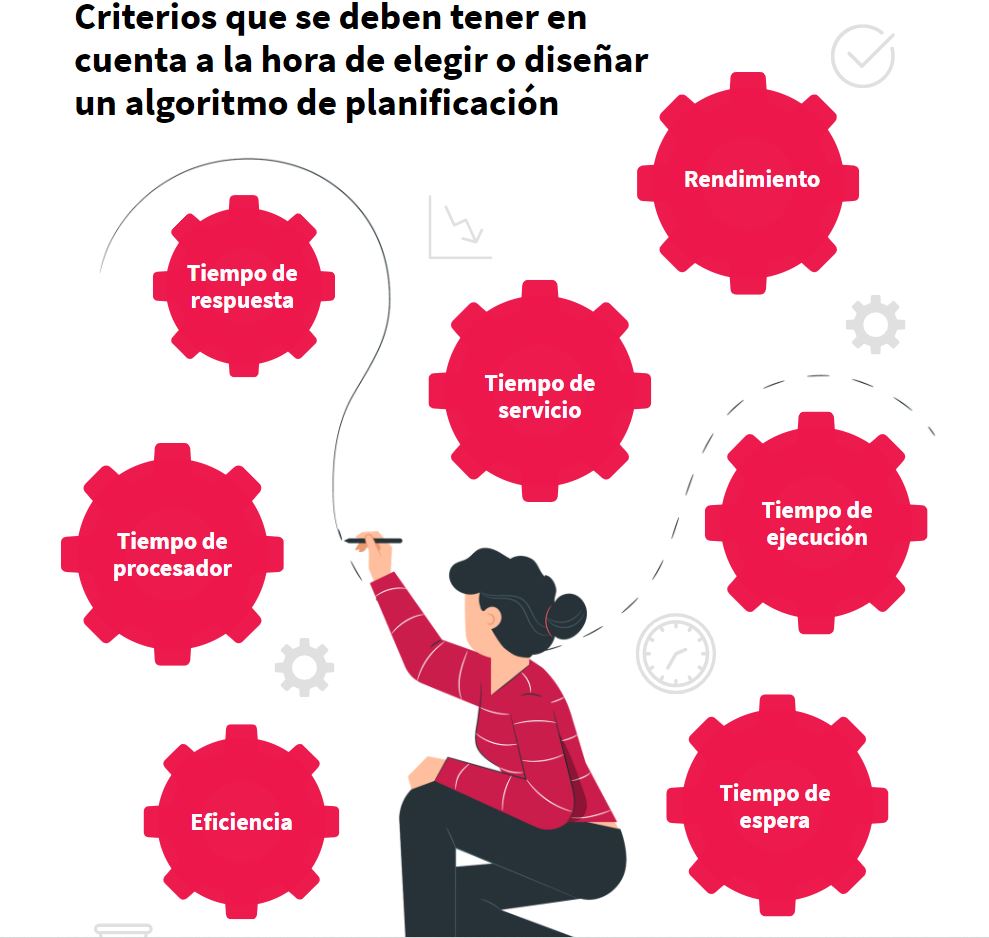 Criterios que se deben tener en
cuenta a la hora de elegir o diseñar
un algoritmo de planificación
Rendimiento
Tiempo de
respuesta
Tiempo de
servicio
Tiempo de
ejecución
Tiempo de
procesador
Eficiencia
Tiempo de
espera